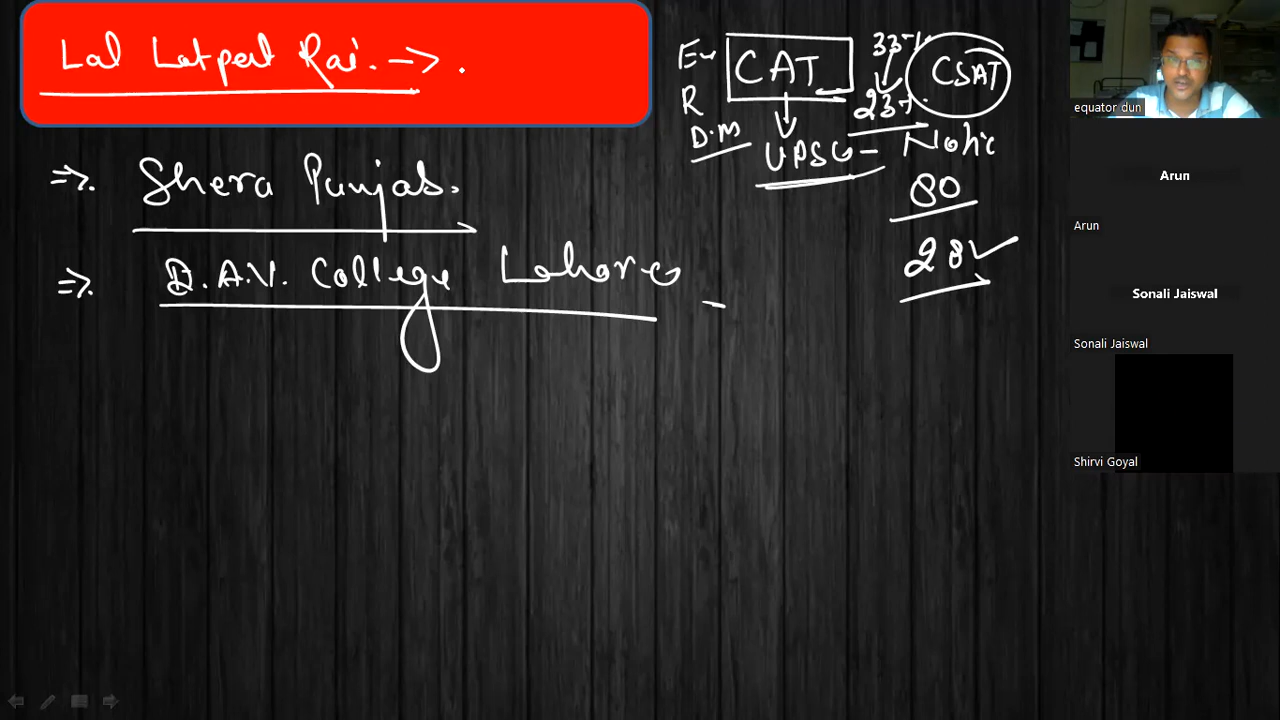 Lal Latpat Rai. →.
⇒. Shera Punjab.
⇒. D.A.V. College Lahore –
E
R
D.M
CAT
33%
23%.
CSAT
UPSC – Notic
80
28 ✓
equator dun
Arun
Arun
Sonali Jaiswal
Sonali Jaiswal
Shirvi Goyal